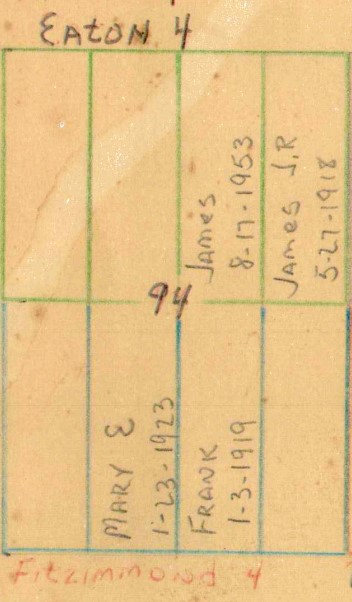 EATON 4
James
8-17-1953
James J.R
5-27-1918
94
MARY E
1-23-1923
FRANK
1-3-1919
Fitzimmond 4